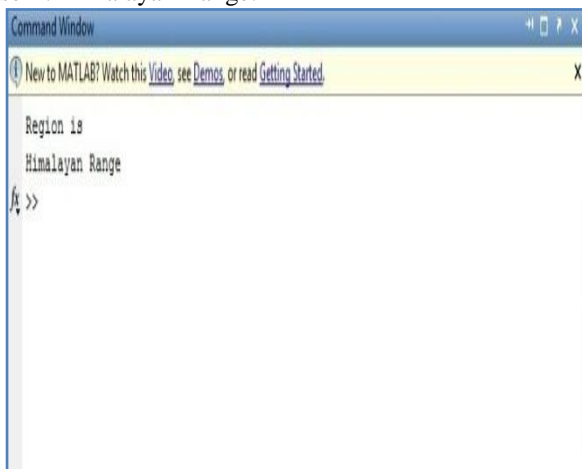 Command Window
New to MATLAB? Watch this Video, see Demos, or read Getting Started.
Region is
Himalayan Range
fx >>